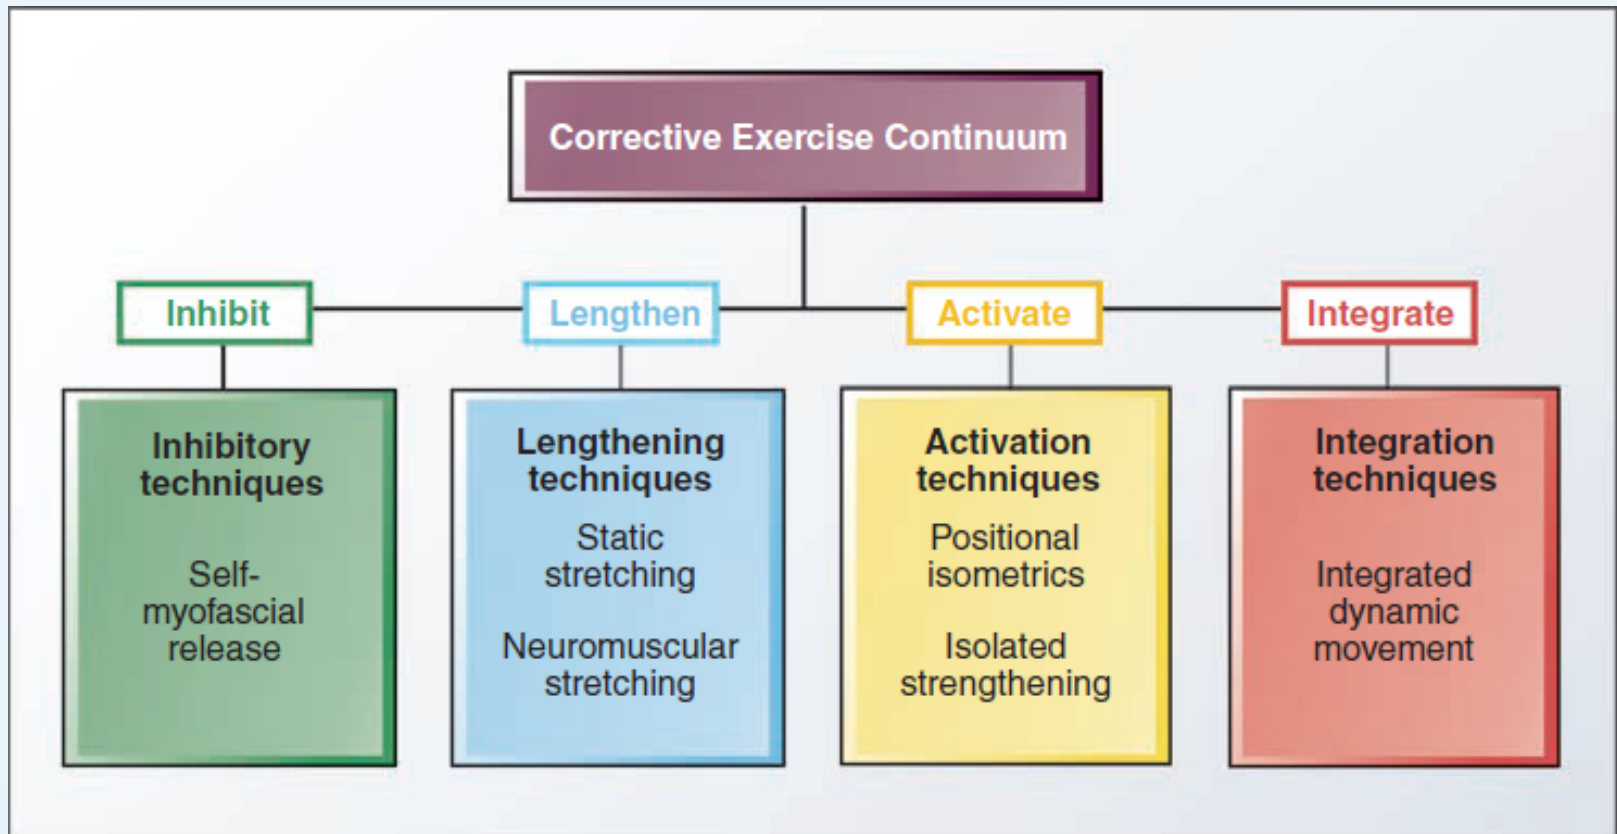 Corrective Exercise Continuum
Inhibit
Lengthen
Activate
Integrate
Inhibitory
techniques
Self-
myofascial
release
Lengthening
techniques
Static
stretching
Neuromuscular
stretching
Activation
techniques
Positional
isometrics
Isolated
strengthening
Integration
techniques
Integrated
dynamic
movement